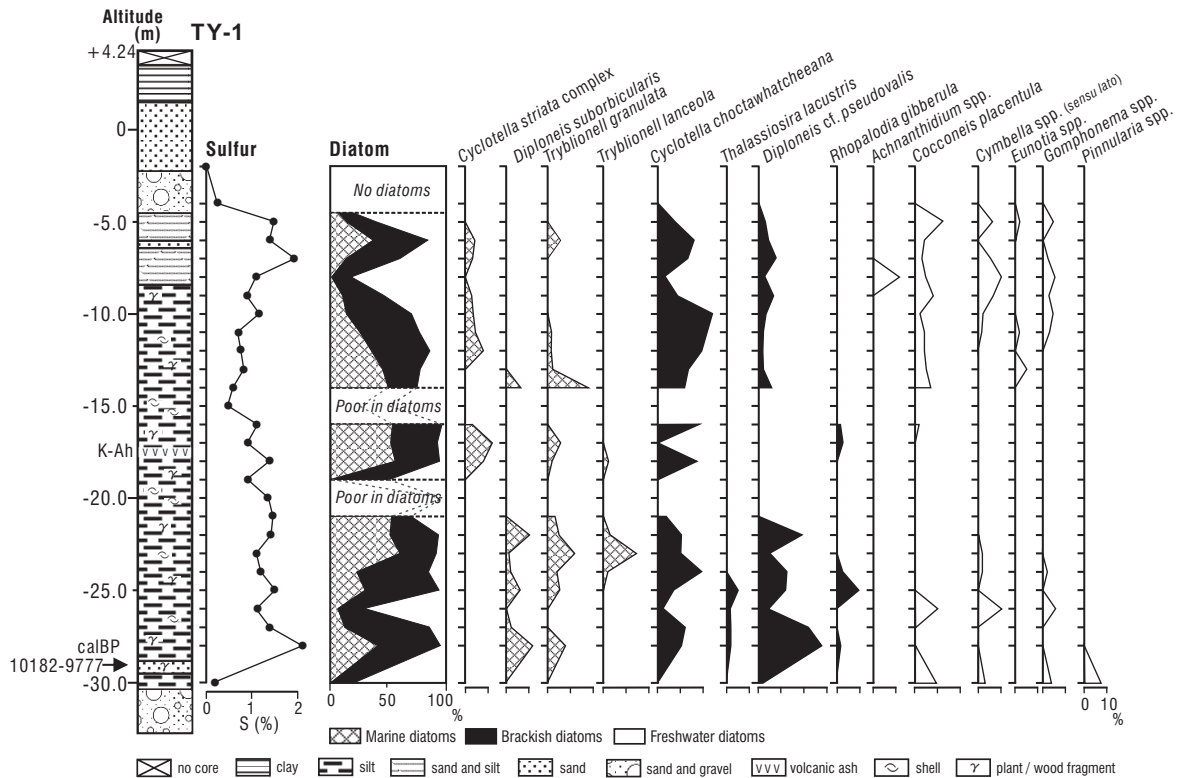 Altitude
(m)
TY-1
+4.24
0
-5.0
-10.0
-15.0
K-Ah
-20.0
-25.0
calBP
10182-9777
-30.0
Sulfur
0 1 2
S (%)
Diatom
No diatoms
Poor in diatoms
Poor in diatoms
0 50 100
%
Cyclotella striata complex
Diploneis suborbicularis
Tryblionell granulata
Tryblionell lanceola
Cyclotella choctawhatcheeana
Thalassiosira lacustris
Diploneis cf. pseudovalis
Rhopalodia gibberula
Achnanthidium spp.
Cocconeis placentula
Cymbella spp. (sensu lato)
Eunotia spp.
Gomphonema spp.
Pinnularia spp.
0 10
%
Marine diatoms Brackish diatoms Freshwater diatoms
no core clay silt sand and silt sand sand and gravel volcanic ash shell plant / wood fragment